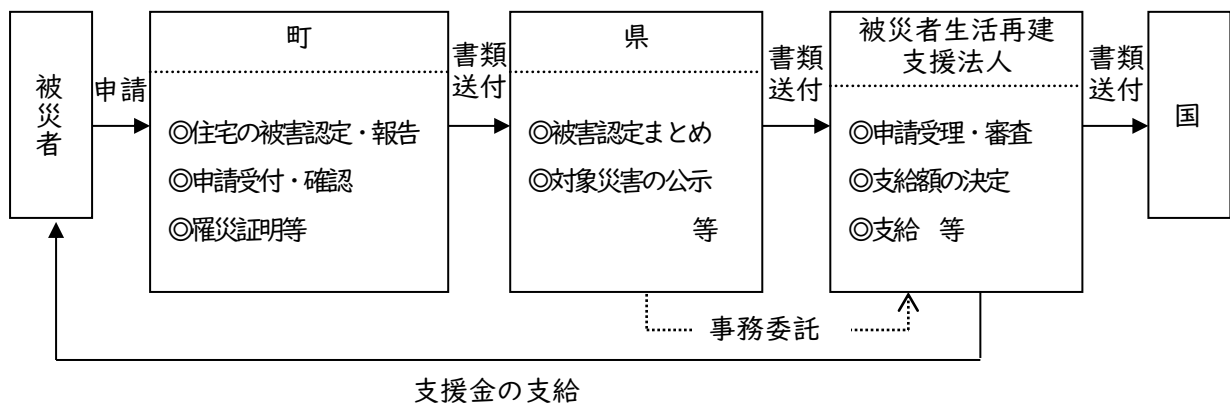 被災者
申請
町
◎住宅の被害認定・報告
◎申請受付・確認
◎罹災証明等
書類
送付
県
◎被害認定まとめ
◎対象災害の公示
等
書類
送付
被災者生活再建
支援法人
◎申請受理・審査
◎支給額の決定
◎支給 等
書類
送付
国
事務委託
支援金の支給